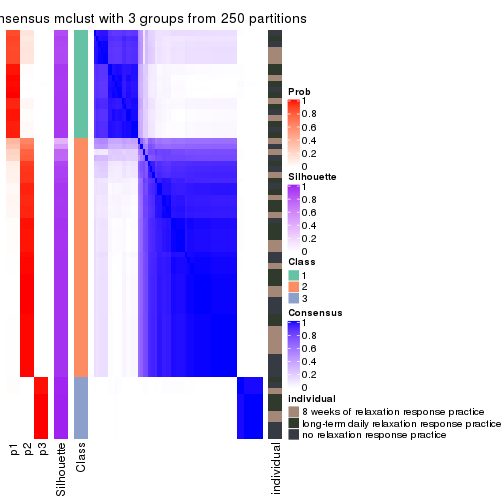 nsensus mclust with 3 groups from 250 partitions
Prob
1
0.8
0.6
0.4
0.2
0
Silhouette
1
0.8
0.6
0.4
0.2
0
Class
1
2
3
Consensus
1
0.8
0.6
0.4
0.2
0
individual
8 weeks of relaxation response practice
long-term daily relaxation response practice
no relaxation response practice
p1
p2
p3
Silhouette
Class
individual